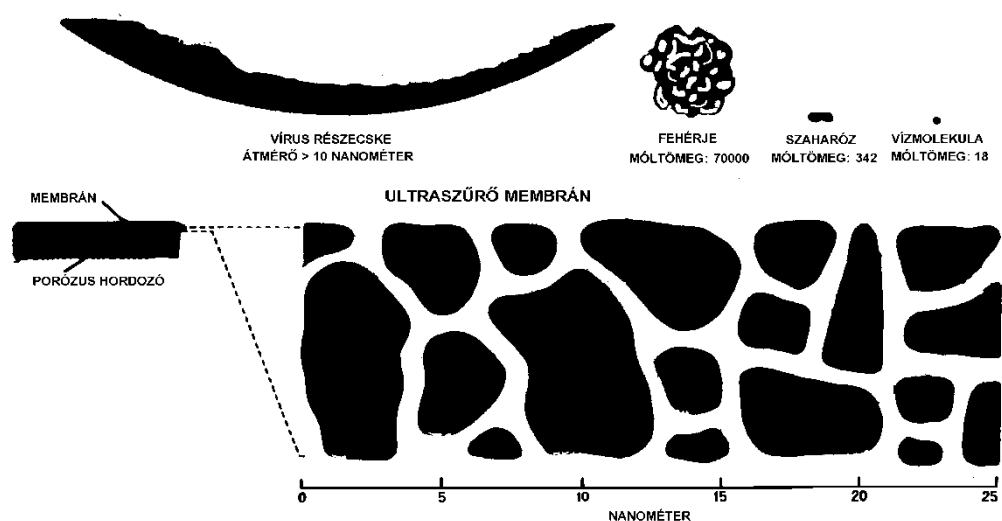 VÍRUS RÉSZECSKE
ÁTMÉRŐ > 10 NANOMÉTER
FEHÉRJE
MÓLTÖMEG: 70000
SZAHARÓZ
MÓLTÖMEG: 342
VÍZMOLEKULA
MÓLTÖMEG: 18
ULTRASZŰRŐ MEMBRÁN
MEMBRÁN
PORÓZUS HORDOZÓ
0 5 10 15 20 25
NANOMÉTER